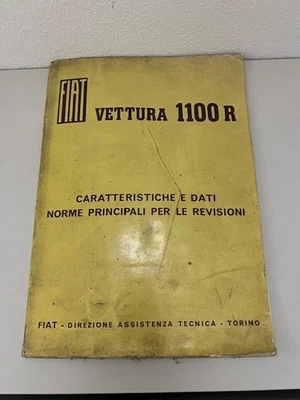 FIAT VETTURA 1100 R
CARATTERISTICHE E DATI
NORME PRINCIPALI PER LE REVISIONI
FIAT - DIREZIONE ASSISTENZA TECNICA - TORINO